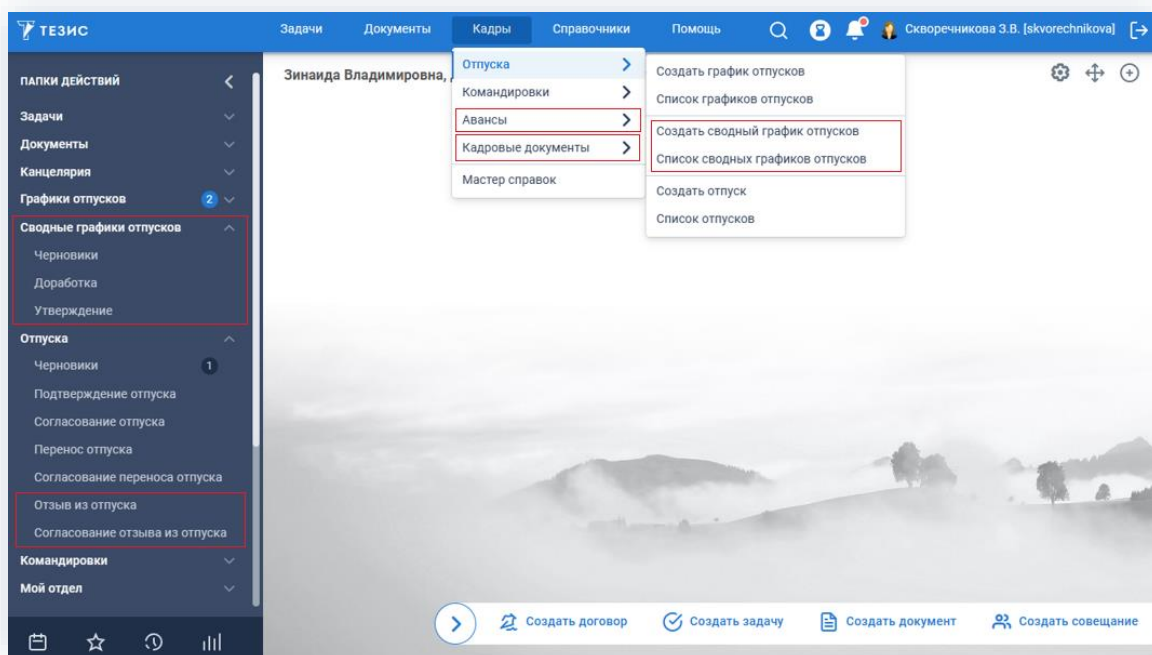 ТЕЗИС
Задачи
Документы
Кадры
Справочники
Помощь
8
Скворечникова З.В. [skvorechnikova]
ПАПКИ ДЕЙСТВИЙ
Задачи
Документы
Канцелярия
Графики отпусков 2
Сводные графики отпусков
Черновики
Доработка
Утверждение
Отпуска
Черновики 1
Подтверждение отпуска
Согласование отпуска
Перенос отпуска
Согласование переноса отпуска
Отзыв из отпуска
Согласование отзыва из отпуска
Командировки
Мой отдел
Зинаида Владимировна,
Отпуска
Командировки
Авансы
Кадровые документы
Мастер справок
Создать график отпусков
Список графиков отпусков
Создать сводный график отпусков
Список сводных графиков отпусков
Создать отпуск
Список отпусков
Создать договор
Создать задачу
Создать документ
Создать совещание